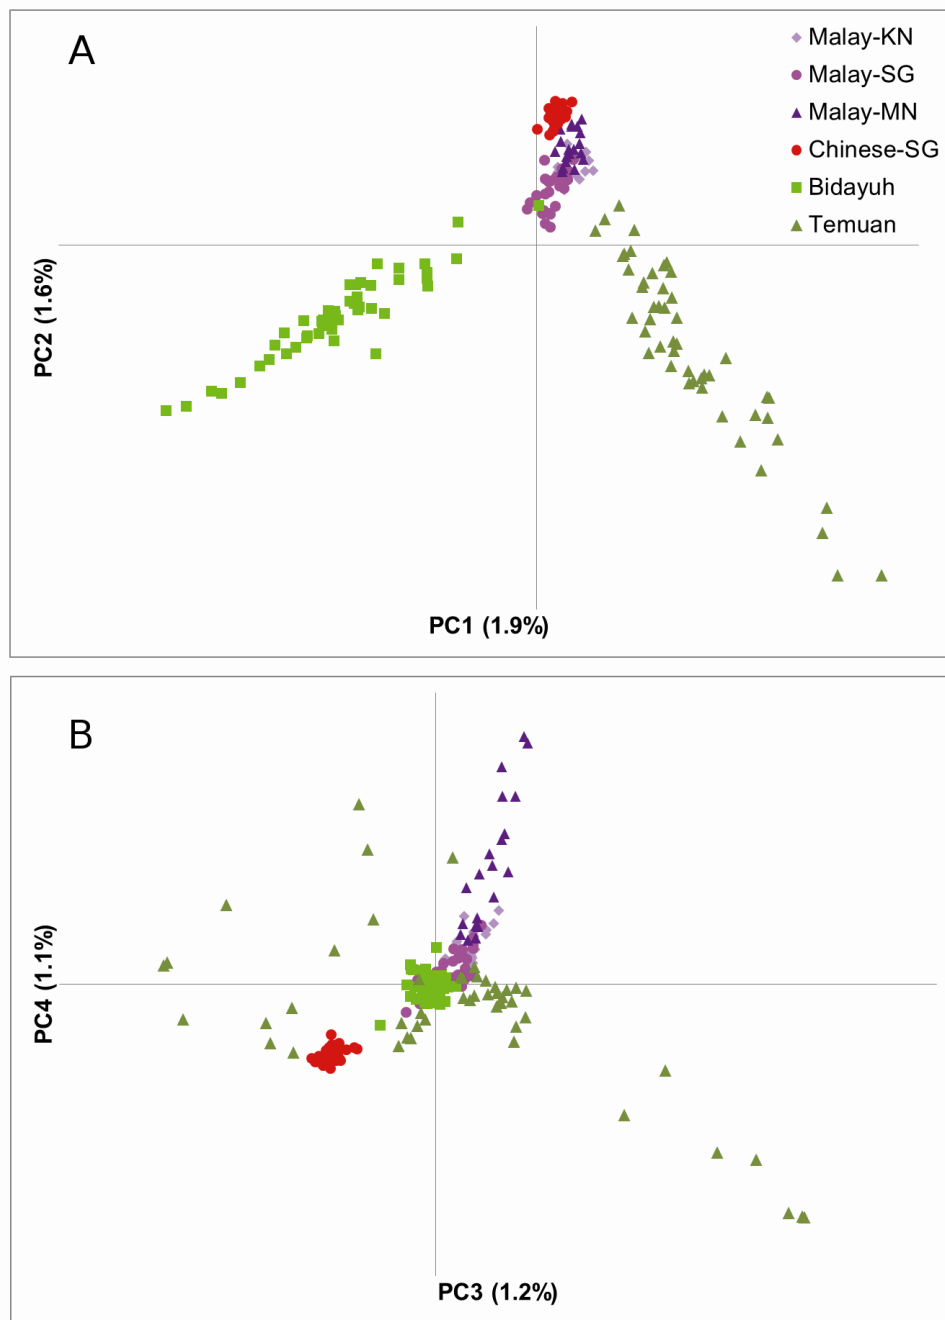 A
Malay-KN
Malay-SG
Malay-MN
Chinese-SG
Bidayuh
Temuan
PC2 (1.6%)
PC1 (1.9%)
B
PC4 (1.1%)
PC3 (1.2%)